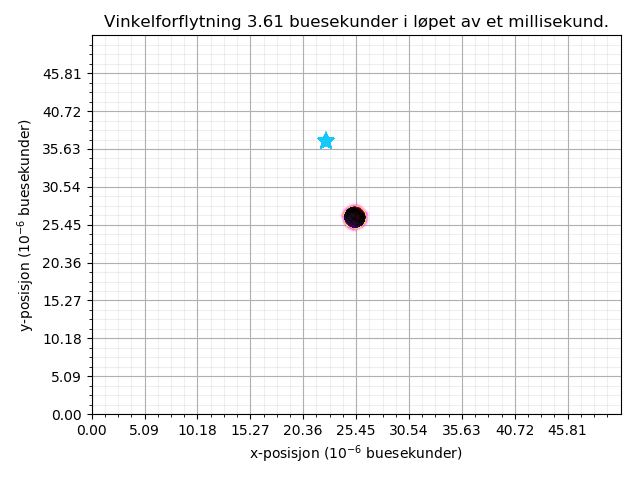 Vinkelforflytning 3.61 buesekunder i løpet av et millisekund.
45.81
40.72
35.63
30.54
25.45
20.36
15.27
10.18
5.09
0.00
y-posisjon (10⁻⁶ buesekunder)
0.00 5.09 10.18 15.27 20.36 25.45 30.54 35.63 40.72 45.81
x-posisjon (10⁻⁶ buesekunder)